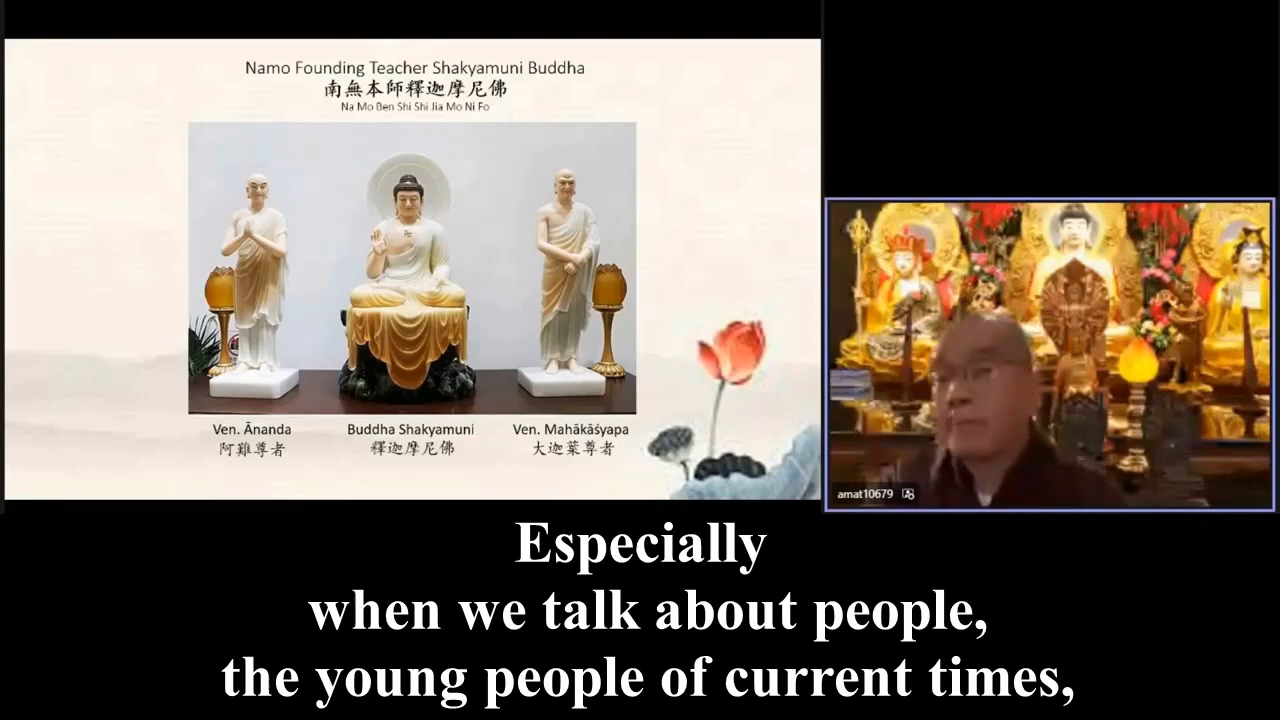 Namo Founding Teacher Shakyamuni Buddha
南無本師釋迦摩尼佛
Na Mo Ben Shi Shi Jia Mo Ni Fo
Ven. Ānanda
阿難尊者
Buddha Shakyamuni
釋迦摩尼佛
Ven. Mahākāśyapa
大迦葉尊者
amat10679
Especially
when we talk about people,
the young people of current times,